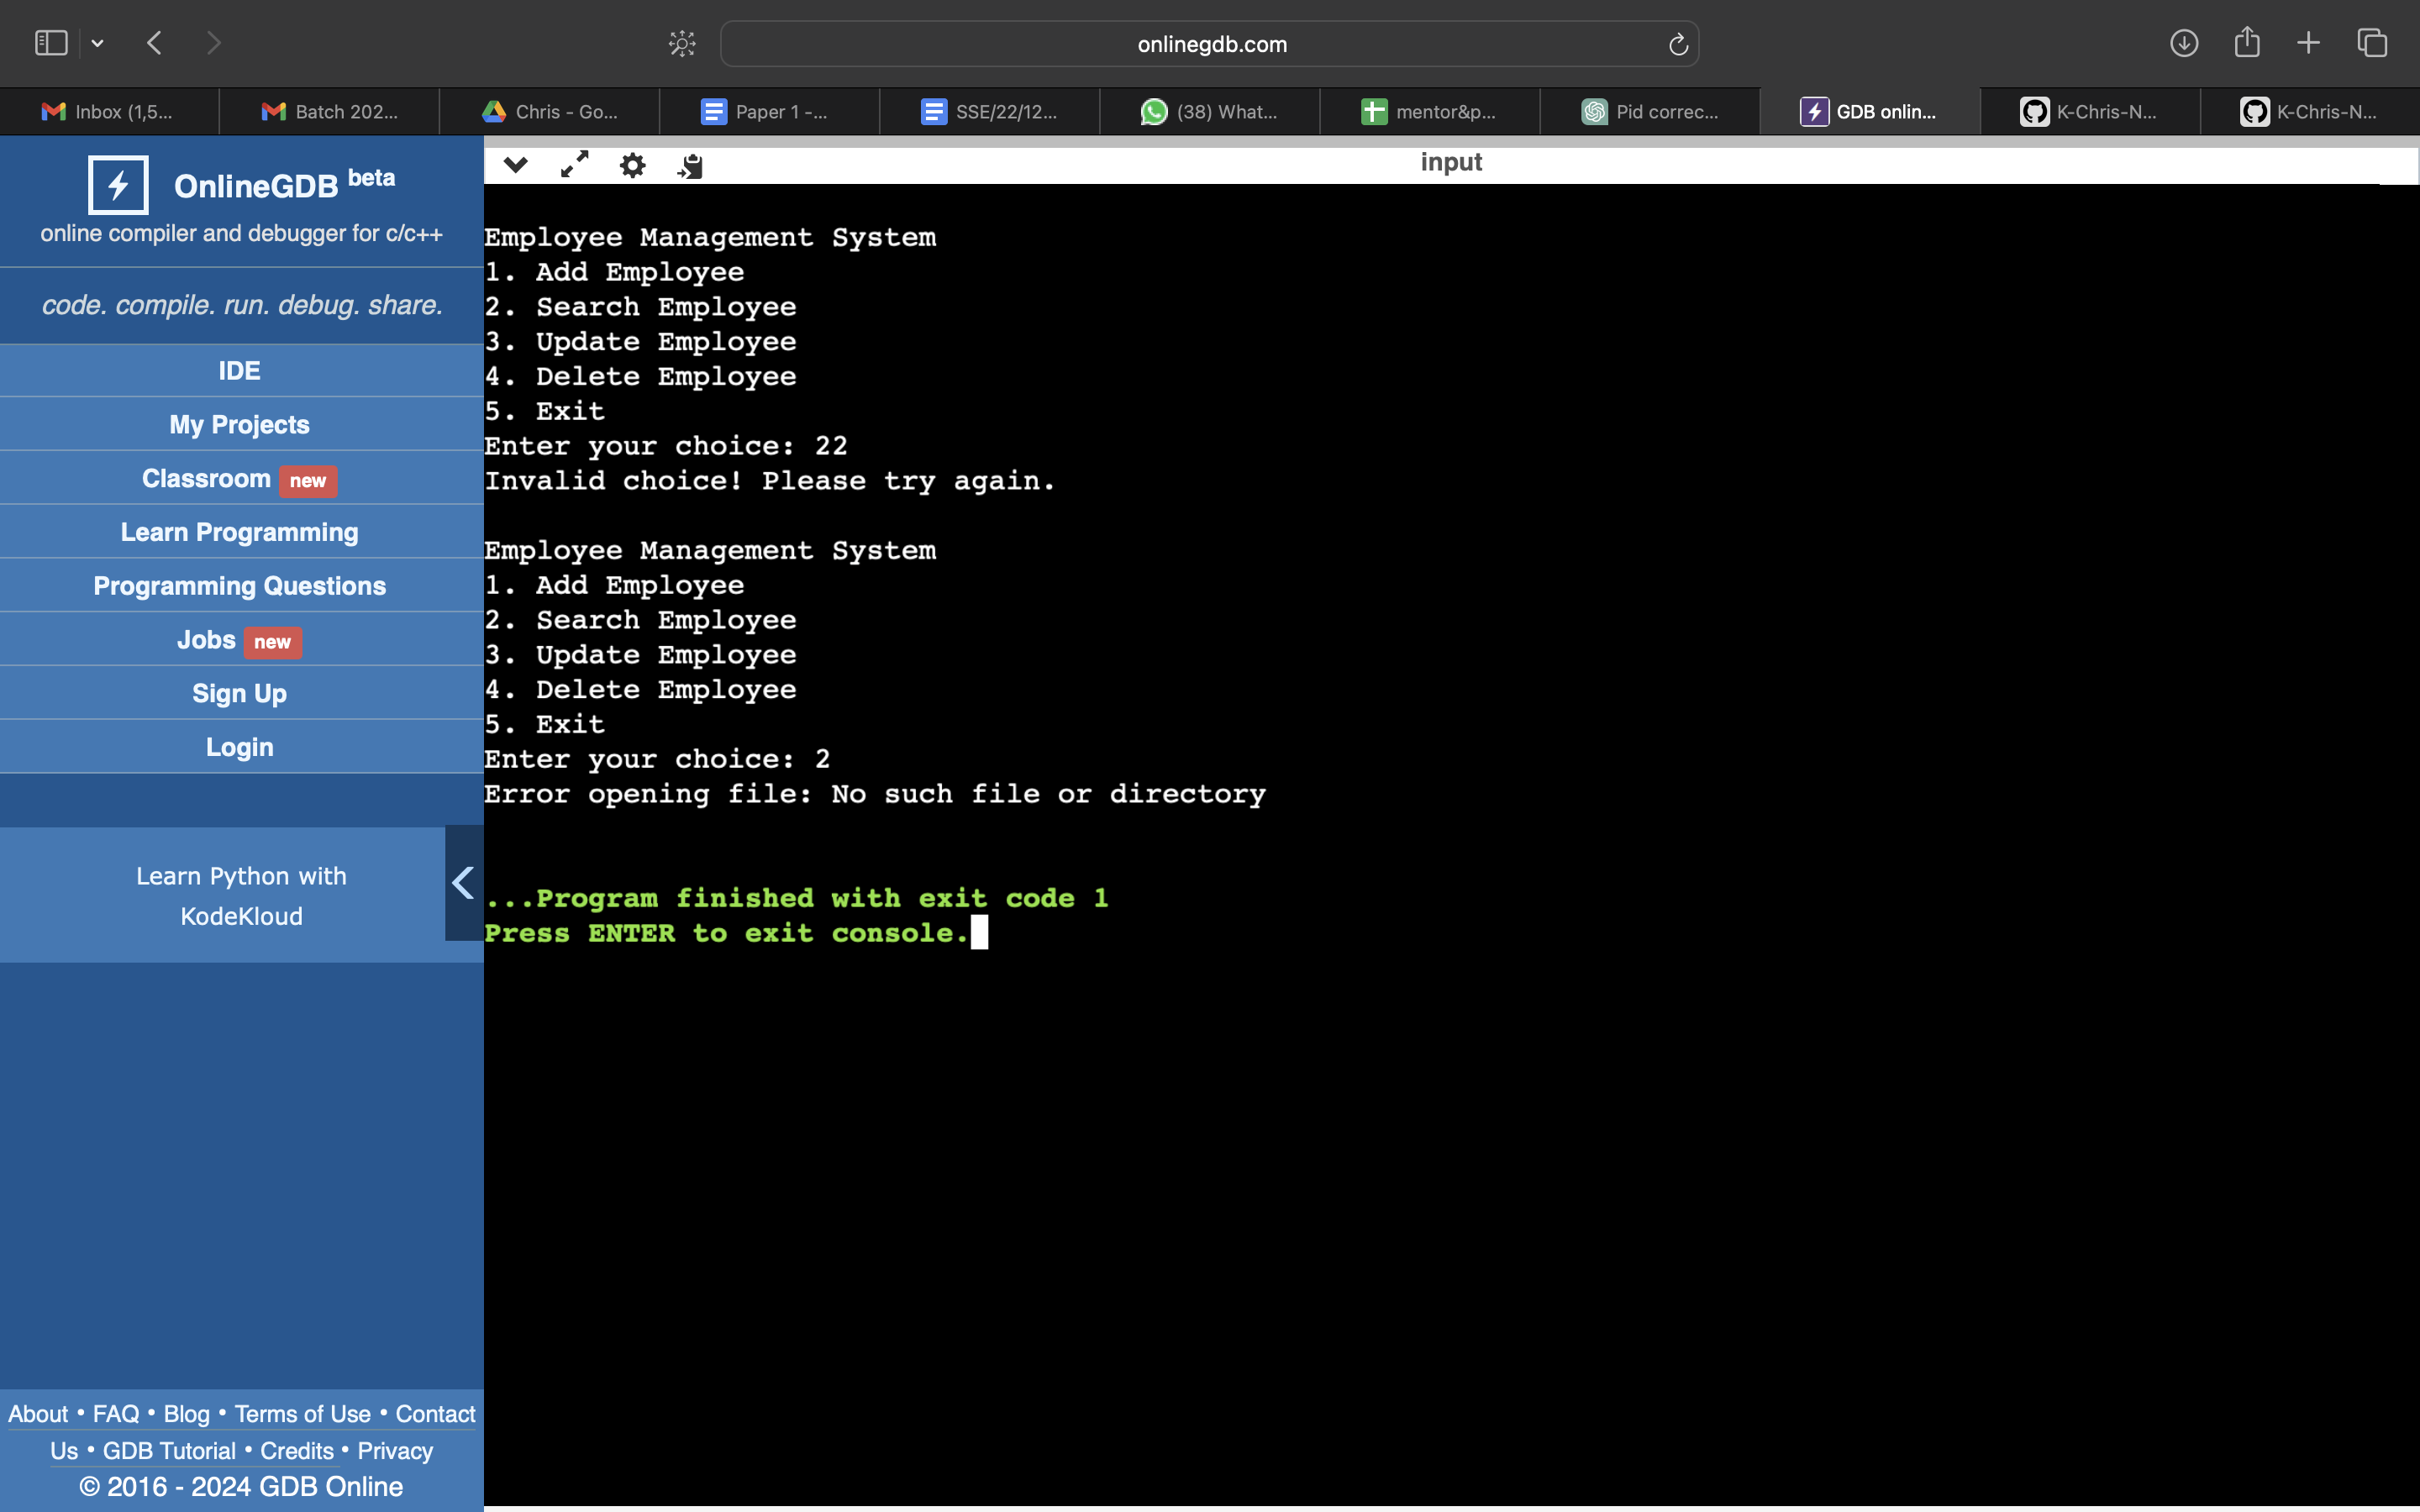 onlinegdb.com
Inbox (1,5...
Batch 202...
Chris - Go...
Paper 1 -...
SSE/22/12...
(38) What...
mentor&p...
Pid correc...
GDB onlin...
K-Chris-N...
K-Chris-N...
OnlineGDB beta
online compiler and debugger for c/c++
code. compile. run. debug. share.
IDE
My Projects
Classroom new
Learn Programming
Programming Questions
Jobs new
Sign Up
Login
Learn Python with
KodeKloud
About • FAQ • Blog • Terms of Use • Contact
Us • GDB Tutorial • Credits • Privacy
© 2016 - 2024 GDB Online
input
Employee Management System
1. Add Employee
2. Search Employee
3. Update Employee
4. Delete Employee
5. Exit
Enter your choice: 22
Invalid choice! Please try again.
Employee Management System
1. Add Employee
2. Search Employee
3. Update Employee
4. Delete Employee
5. Exit
Enter your choice: 2
Error opening file: No such file or directory
...Program finished with exit code 1
Press ENTER to exit console.